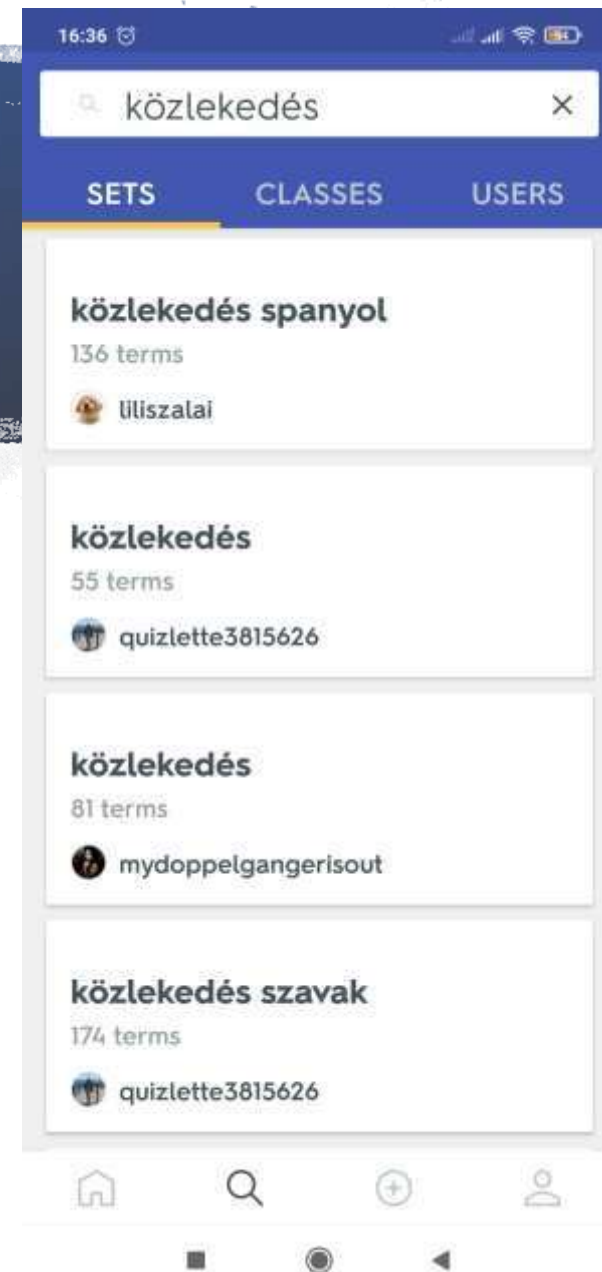 16:36
közlekedés
SETS CLASSES USERS
közlekedés spanyol
136 terms
liliszalai
közlekedés
55 terms
quizlette3815626
közlekedés
81 terms
mydoppelgangerisout
közlekedés szavak
174 terms
quizlette3815626